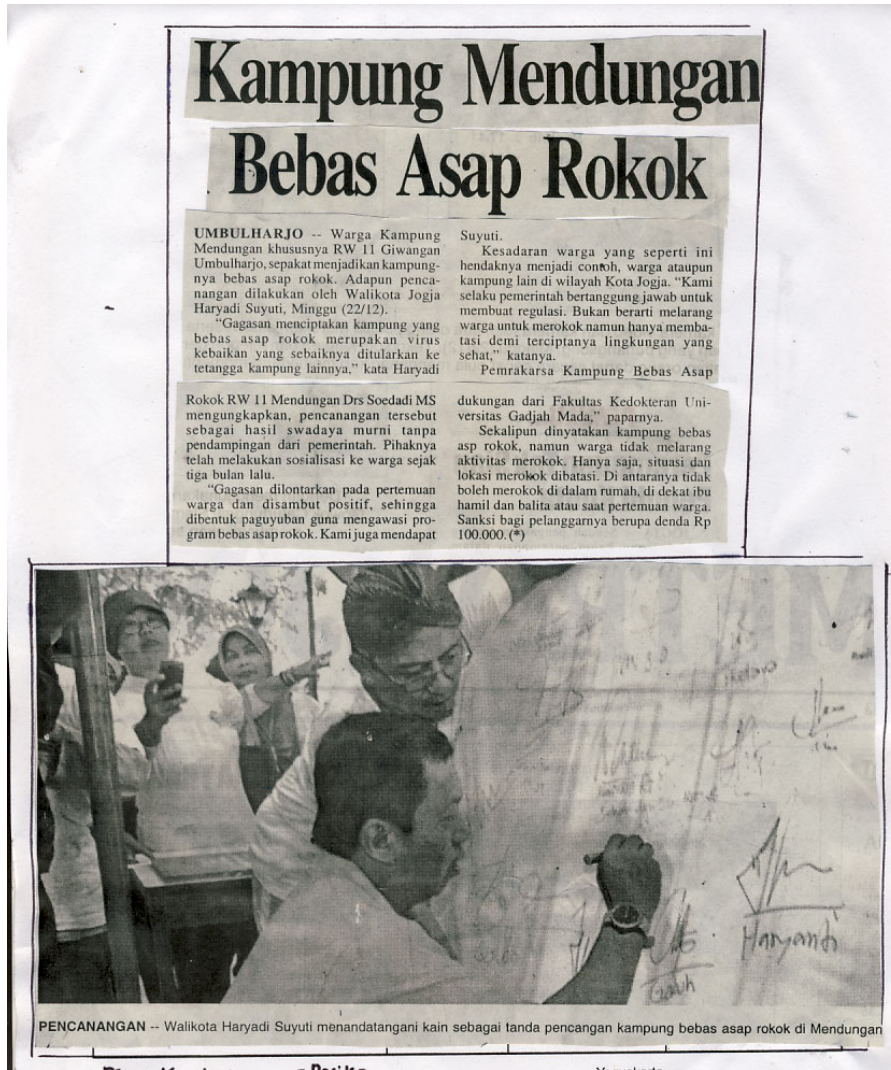 Kampung Mendungan
Bebas Asap Rokok
UMBULHARJO -- Warga Kampung
Mendungan khususnya RW 11 Giwangan
Umbulharjo, sepakat menjadikan kampung-
nya bebas asap rokok. Adapun penca-
nangan dilakukan oleh Walikota Jogja
Haryadi Suyuti, Minggu (22/12).
“Gagasan menciptakan kampung yang
bebas asap rokok merupakan virus
kebaikan yang sebaiknya ditularkan ke
tetangga kampung lainnya,” kata Haryadi
Suyuti.
Kesadaran warga yang seperti ini
hendaknya menjadi contoh, warga ataupun
kampung lain di wilayah Kota Jogja. “Kami
selaku pemerintah bertanggung jawab untuk
membuat regulasi. Bukan berarti melarang
warga untuk merokok namun hanya memba-
tasi demi terciptanya lingkungan yang
sehat,” katanya.
Pemrakarsa Kampung Bebas Asap
Rokok RW 11 Mendungan Drs Soedadi MS
mengungkapkan, pencanangan tersebut
sebagai hasil swadaya murni tanpa
pendampingan dari pemerintah. Pihaknya
telah melakukan sosialisasi ke warga sejak
tiga bulan lalu.
“Gagasan dilontarkan pada pertemuan
warga dan disambut positif, sehingga
dibentuk paguyuban guna mengawasi pro-
gram bebas asap rokok. Kami juga mendapat
dukungan dari Fakultas Kedokteran Uni-
versitas Gadjah Mada,” paparnya.
Sekalipun dinyatakan kampung bebas
asp rokok, namun warga tidak melarang
aktivitas merokok. Hanya saja, situasi dan
lokasi merokok dibatasi. Di antaranya tidak
boleh merokok di dalam rumah, di dekat ibu
hamil dan balita atau saat pertemuan warga.
Sanksi bagi pelanggarnya berupa denda Rp
100.000. (*)
Haryanti
Galuh
PENCANANGAN -- Walikota Haryadi Suyuti menandatangani kain sebagai tanda pencangan kampung bebas asap rokok di Mendungan